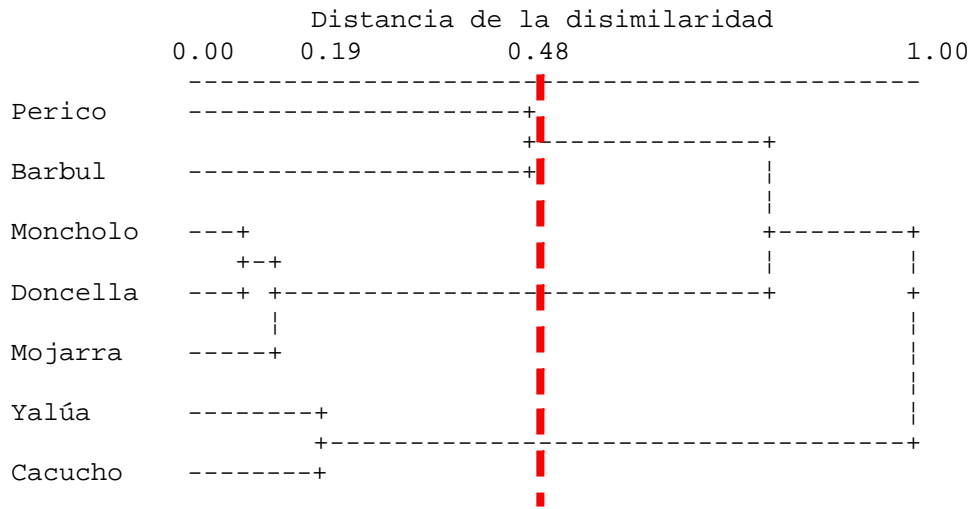 Distancia de la disimilaridad
0.00 0.19 0.48 1.00
Perico
Barbul
Moncholo
Doncella
Mojarra
Yalúa
Cacucho